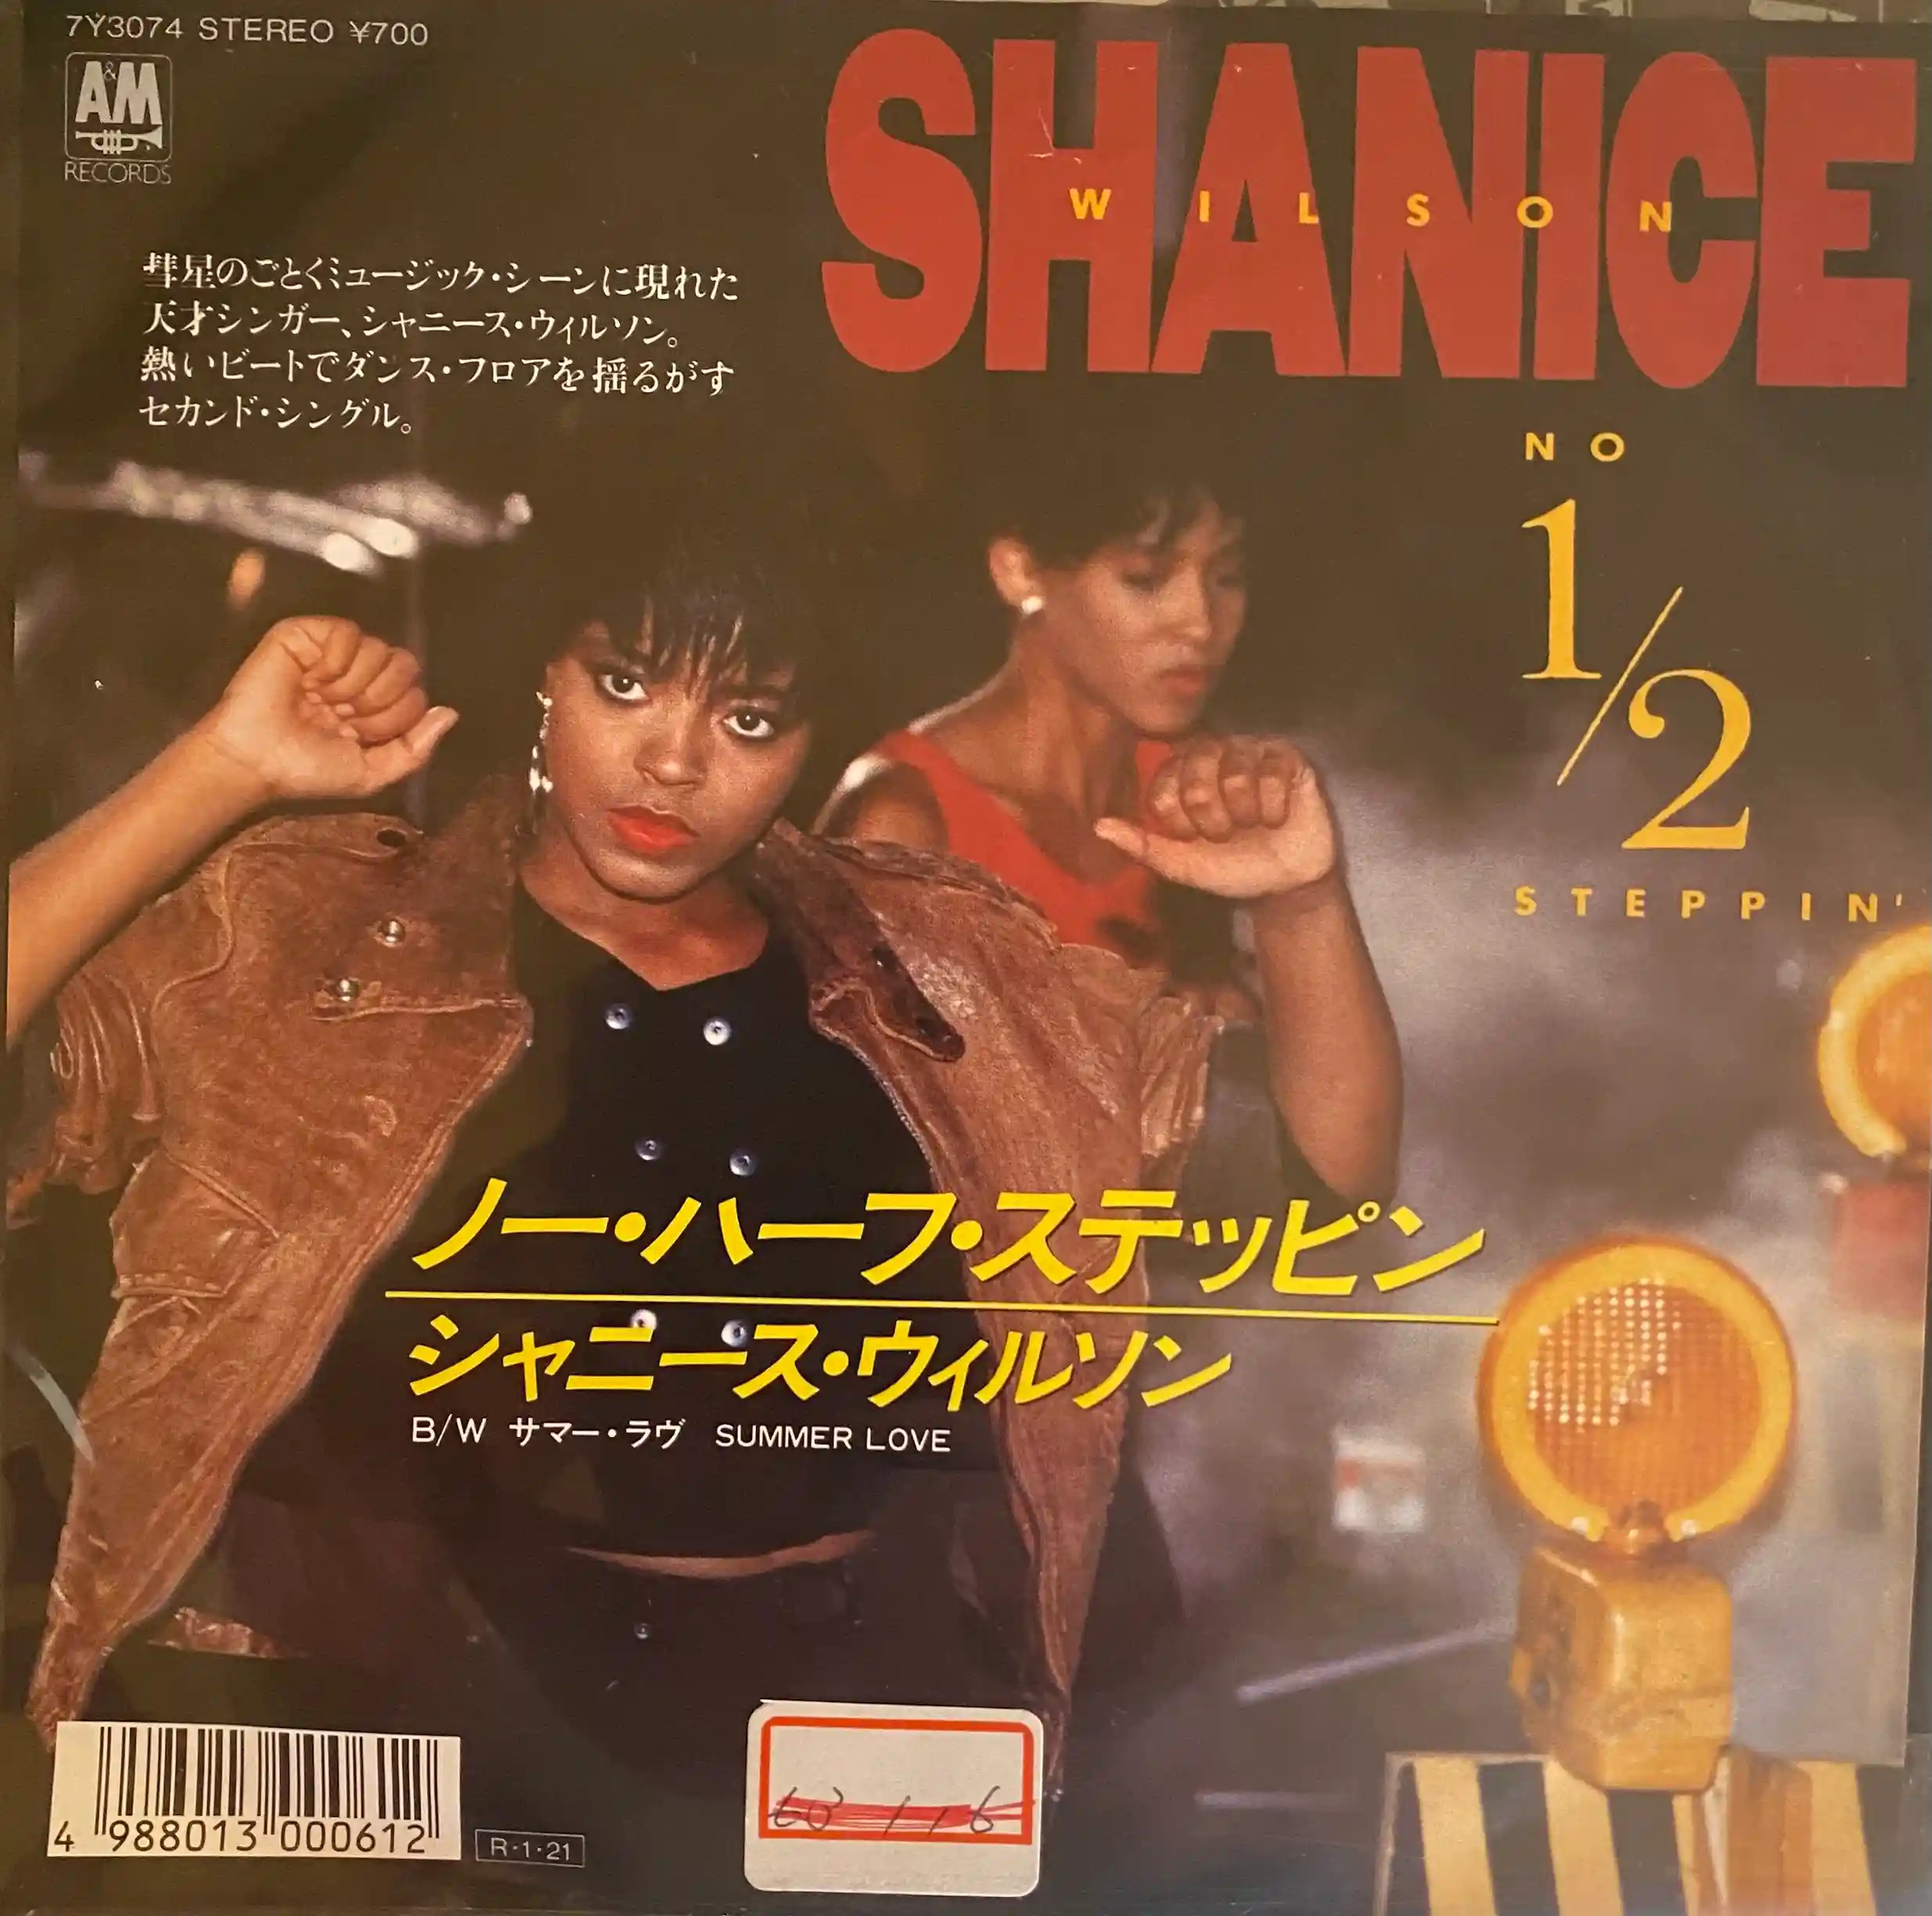 7Y3074 STEREO ¥700
A&M
RECORDS
SHANICE
WILSON
彗星のごとくミュージック・シーンに現れた
天才シンガー、シャニース・ウィルソン。
熱いビートでダンス・フロアを揺るがす
セカンド・シングル。
NO
1/2
STEPPIN'
ノー・ハーフ・ステッピン
シャニース・ウィルソン
B/W サマー・ラヴ SUMMER LOVE
4 988013 000612
R・1・21